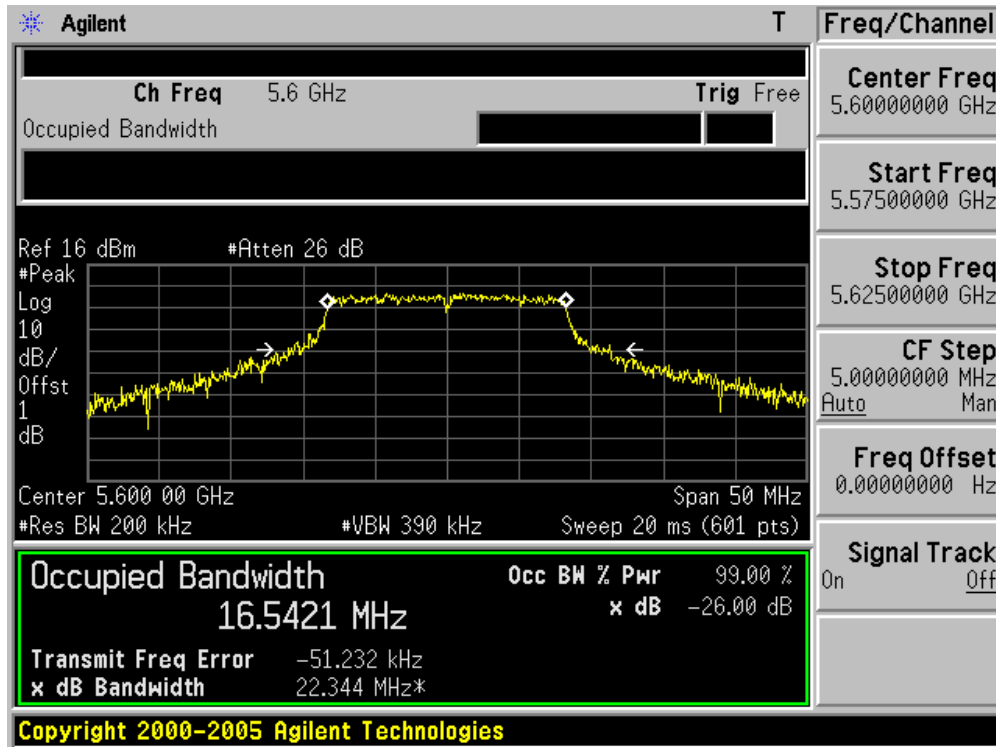 Agilent T Freq/Channel
Ch Freq 5.6 GHz Trig Free
Occupied Bandwidth
Center Freq
5.60000000 GHz
Start Freq
5.57500000 GHz
Stop Freq
5.62500000 GHz
CF Step
5.00000000 MHz
Auto Man
Freq Offset
0.00000000 Hz
Signal Track
On Off
Ref 16 dBm #Atten 26 dB
#Peak
Log
10
dB/
Offst
1
dB
Center 5.600 00 GHz Span 50 MHz
#Res BW 200 kHz #VBW 390 kHz Sweep 20 ms (601 pts)
Occupied Bandwidth Occ BW % Pwr 99.00 %
16.5421 MHz x dB -26.00 dB
Transmit Freq Error -51.232 kHz
x dB Bandwidth 22.344 MHz*
Copyright 2000-2005 Agilent Technologies